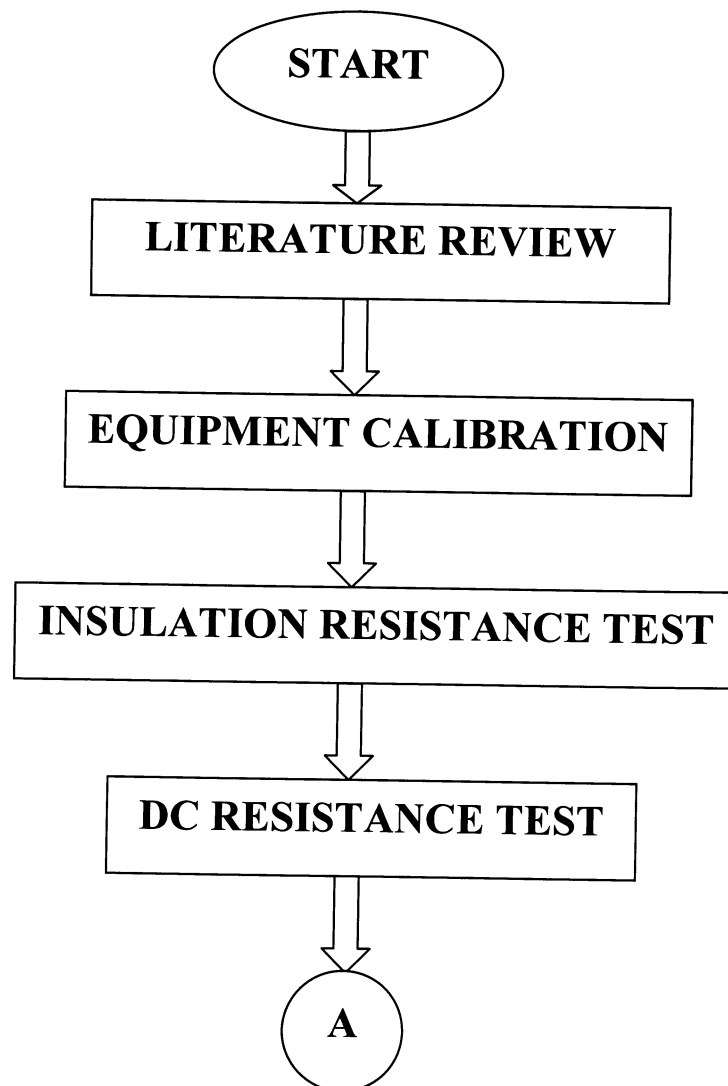 START
LITERATURE REVIEW
EQUIPMENT CALIBRATION
INSULATION RESISTANCE TEST
DC RESISTANCE TEST
A